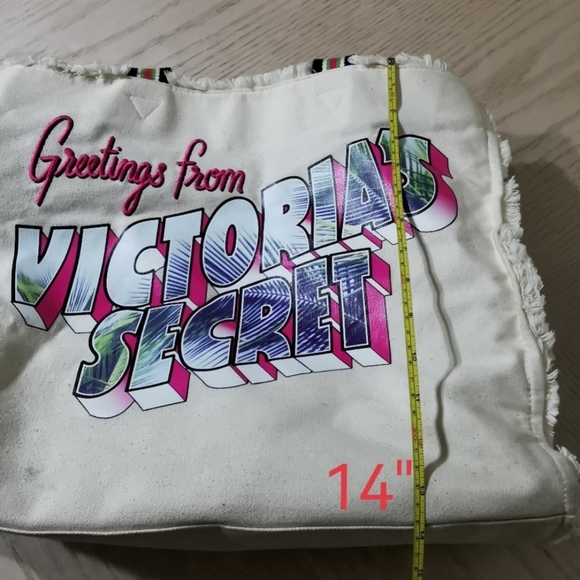 Greetings from
VICTORIA'S
SECRET
14"